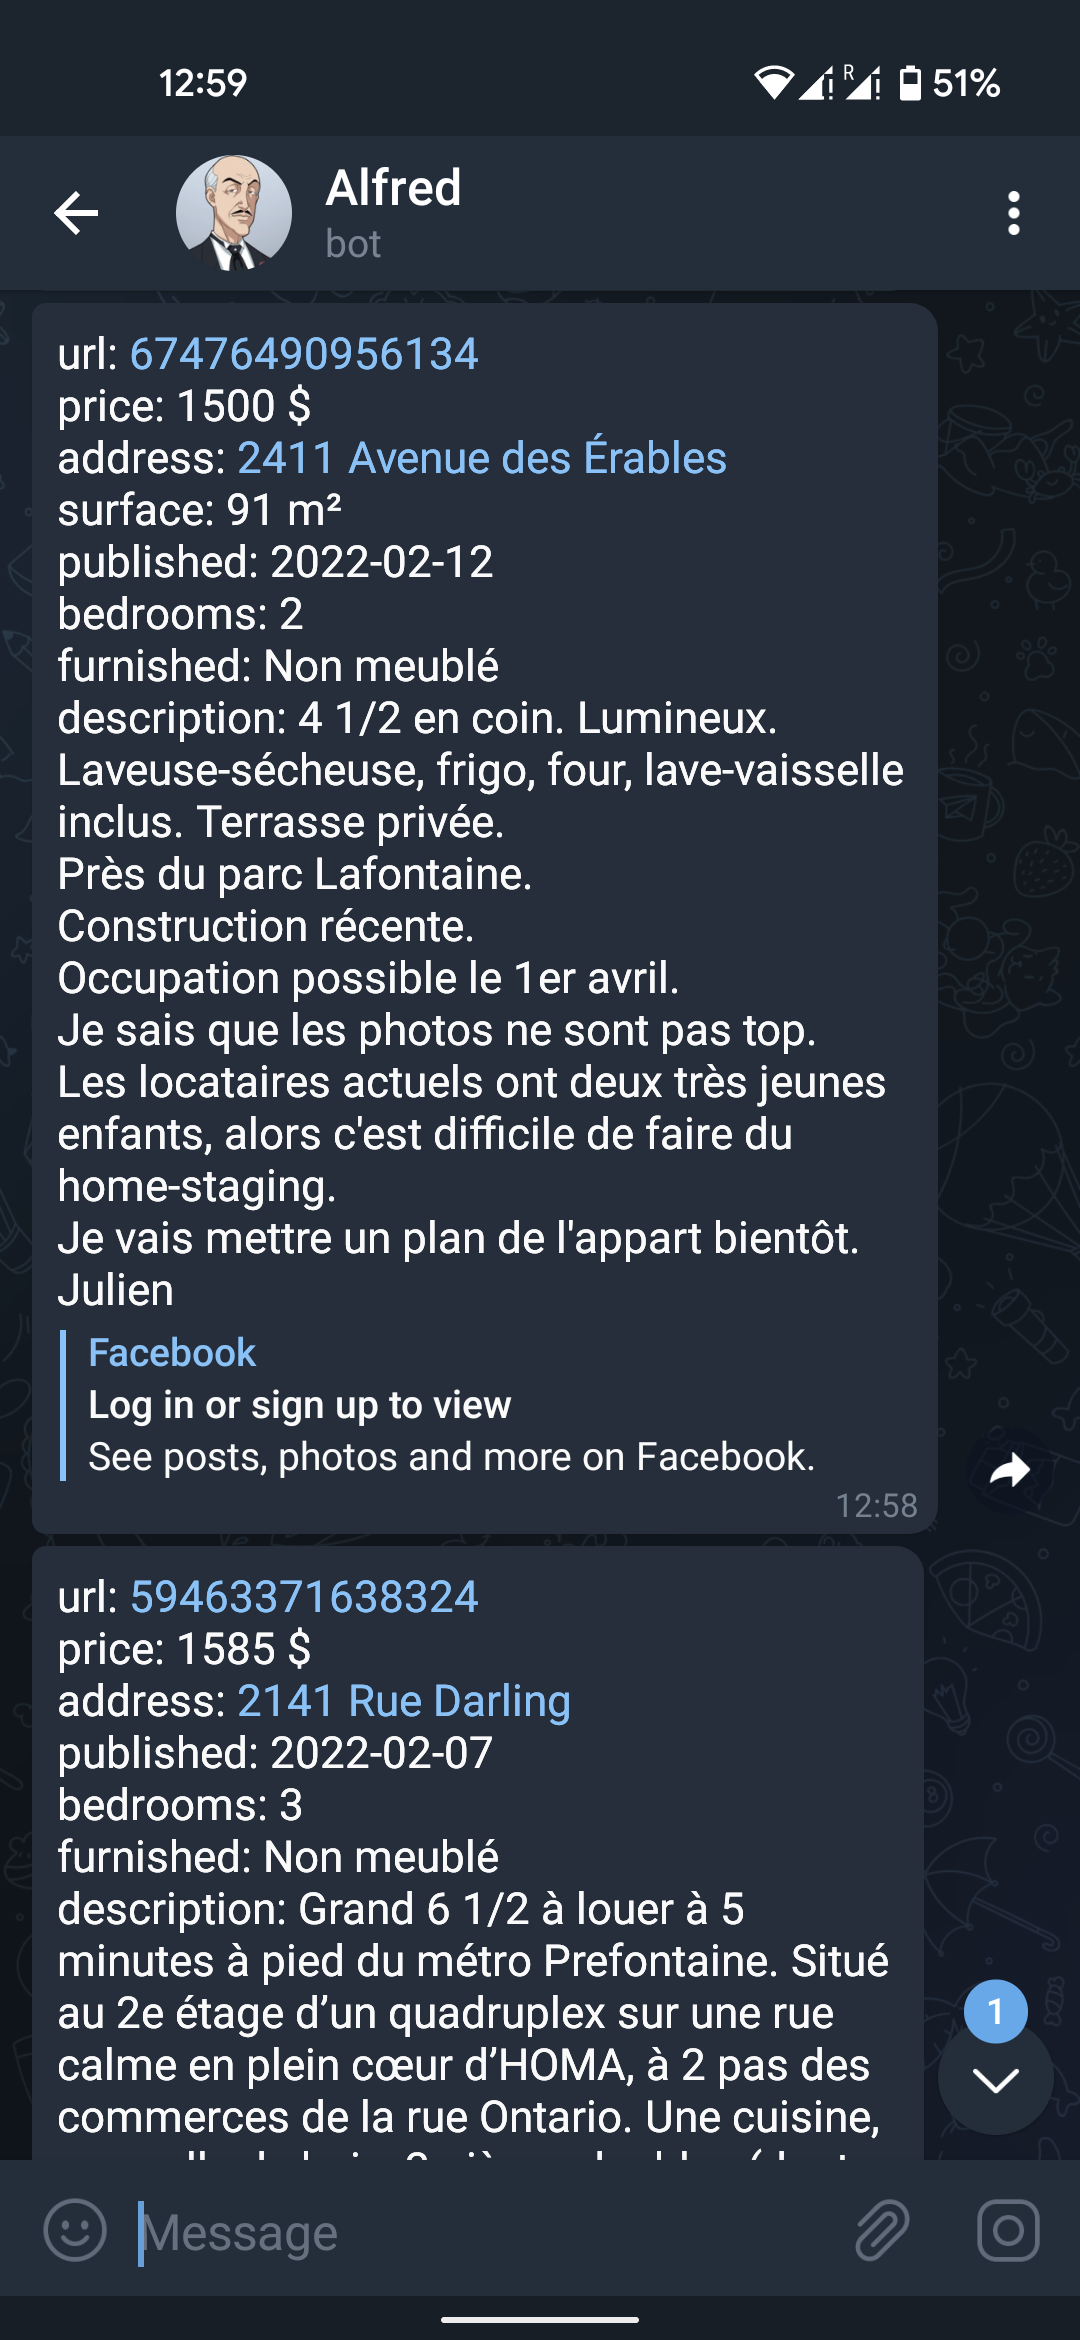 12:59
R
51%
Alfred
bot
url: 67476490956134
price: 1500 $
address: 2411 Avenue des Érables
surface: 91 m²
published: 2022-02-12
bedrooms: 2
furnished: Non meublé
description: 4 1/2 en coin. Lumineux.
Laveuse-sécheuse, frigo, four, lave-vaisselle
inclus. Terrasse privée.
Près du parc Lafontaine.
Construction récente.
Occupation possible le 1er avril.
Je sais que les photos ne sont pas top.
Les locataires actuels ont deux très jeunes
enfants, alors c'est difficile de faire du
home-staging.
Je vais mettre un plan de l'appart bientôt.
Julien
Facebook
Log in or sign up to view
See posts, photos and more on Facebook.
12:58
url: 59463371638324
price: 1585 $
address: 2141 Rue Darling
published: 2022-02-07
bedrooms: 3
furnished: Non meublé
description: Grand 6 1/2 à louer à 5
minutes à pied du métro Prefontaine. Situé
au 2e étage d’un quadruplex sur une rue
calme en plein cœur d’HOMA, à 2 pas des
commerces de la rue Ontario. Une cuisine,
1
Message